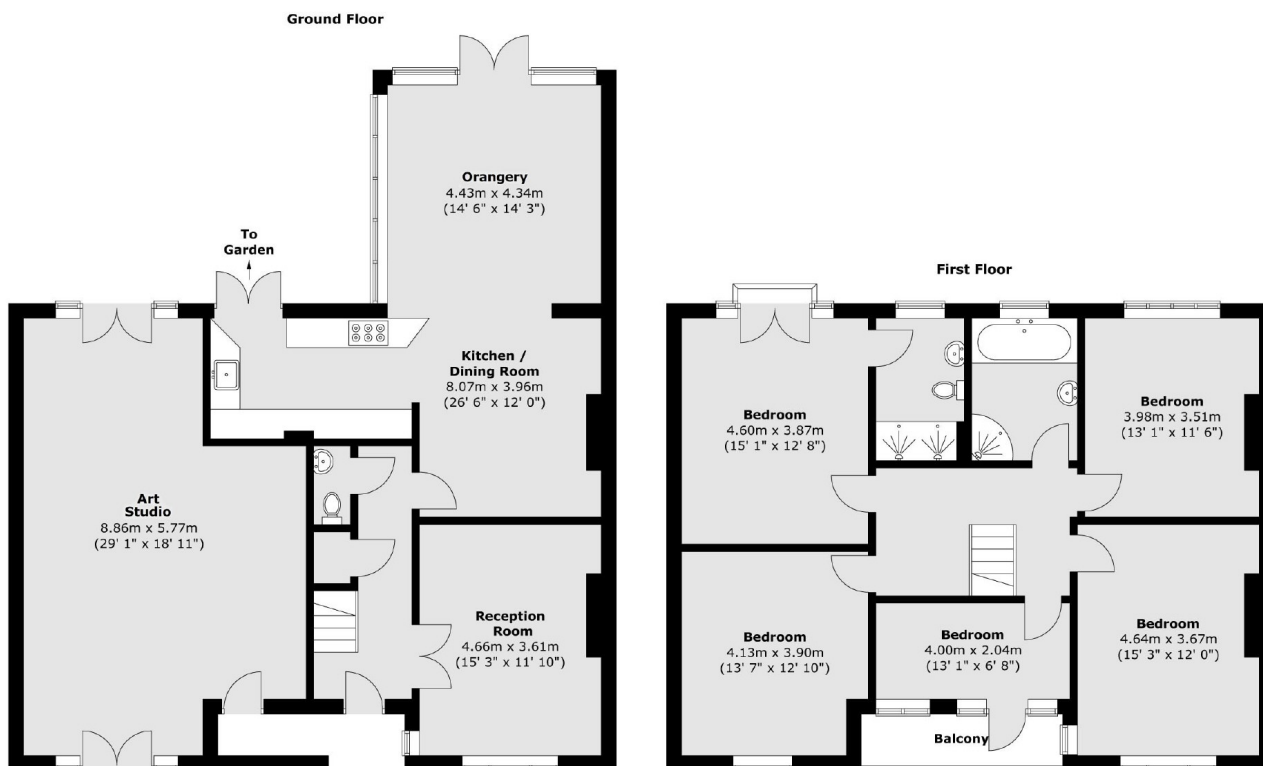 Ground Floor
Orangery
4.43m x 4.34m
(14' 6" x 14' 3")
To
Garden
Kitchen /
Dining Room
8.07m x 3.96m
(26' 6" x 12' 0")
Art
Studio
8.86m x 5.77m
(29' 1" x 18' 11")
Reception
Room
4.66m x 3.61m
(15' 3" x 11' 10")
First Floor
Bedroom
4.60m x 3.87m
(15' 1" x 12' 8")
Bedroom
3.98m x 3.51m
(13' 1" x 11' 6")
Bedroom
4.13m x 3.90m
(13' 7" x 12' 10")
Bedroom
4.00m x 2.04m
(13' 1" x 6' 8")
Bedroom
4.64m x 3.67m
(15' 3" x 12' 0")
Balcony